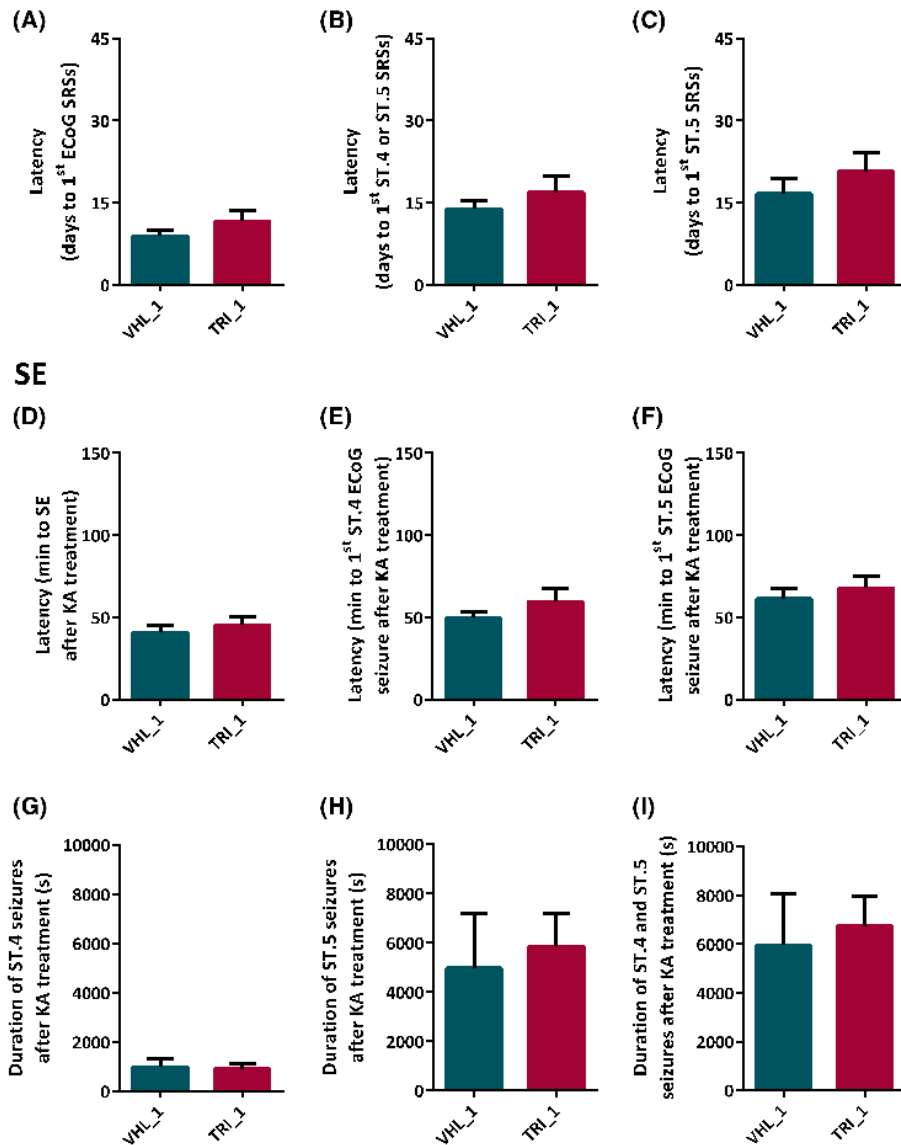 (A)
Latency
(days to 1st ECoG SRSs)
45
30
15
0
VHL_1
TRI_1
(B)
Latency
(days to 1st ST.4 or ST.5 SRSs)
45
30
15
0
VHL_1
TRI_1
(C)
Latency
(days to 1st ST.5 SRSs)
45
30
15
0
VHL_1
TRI_1
SE
(D)
Latency (min to SE
after KA treatment)
150
100
50
0
VHL_1
TRI_1
(E)
Latency (min to 1st ST.4 ECoG
seizure after KA treatment)
150
100
50
0
VHL_1
TRI_1
(F)
Latency (min to 1st ST.5 ECoG
seizure after KA treatment)
150
100
50
0
VHL_1
TRI_1
(G)
Duration of ST.4 seizures
after KA treatment (s)
10000
8000
6000
4000
2000
0
VHL_1
TRI_1
(H)
Duration of ST.5 seizures
after KA treatment (s)
10000
8000
6000
4000
2000
0
VHL_1
TRI_1
(I)
Duration of ST.4 and ST.5
seizures after KA treatment (s)
10000
8000
6000
4000
2000
0
VHL_1
TRI_1